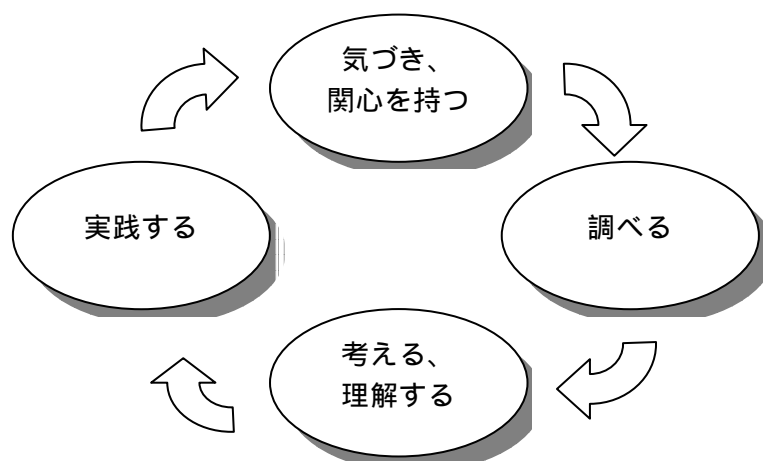 気づき、
関心を持つ
実践する
調べる
考える、
理解する